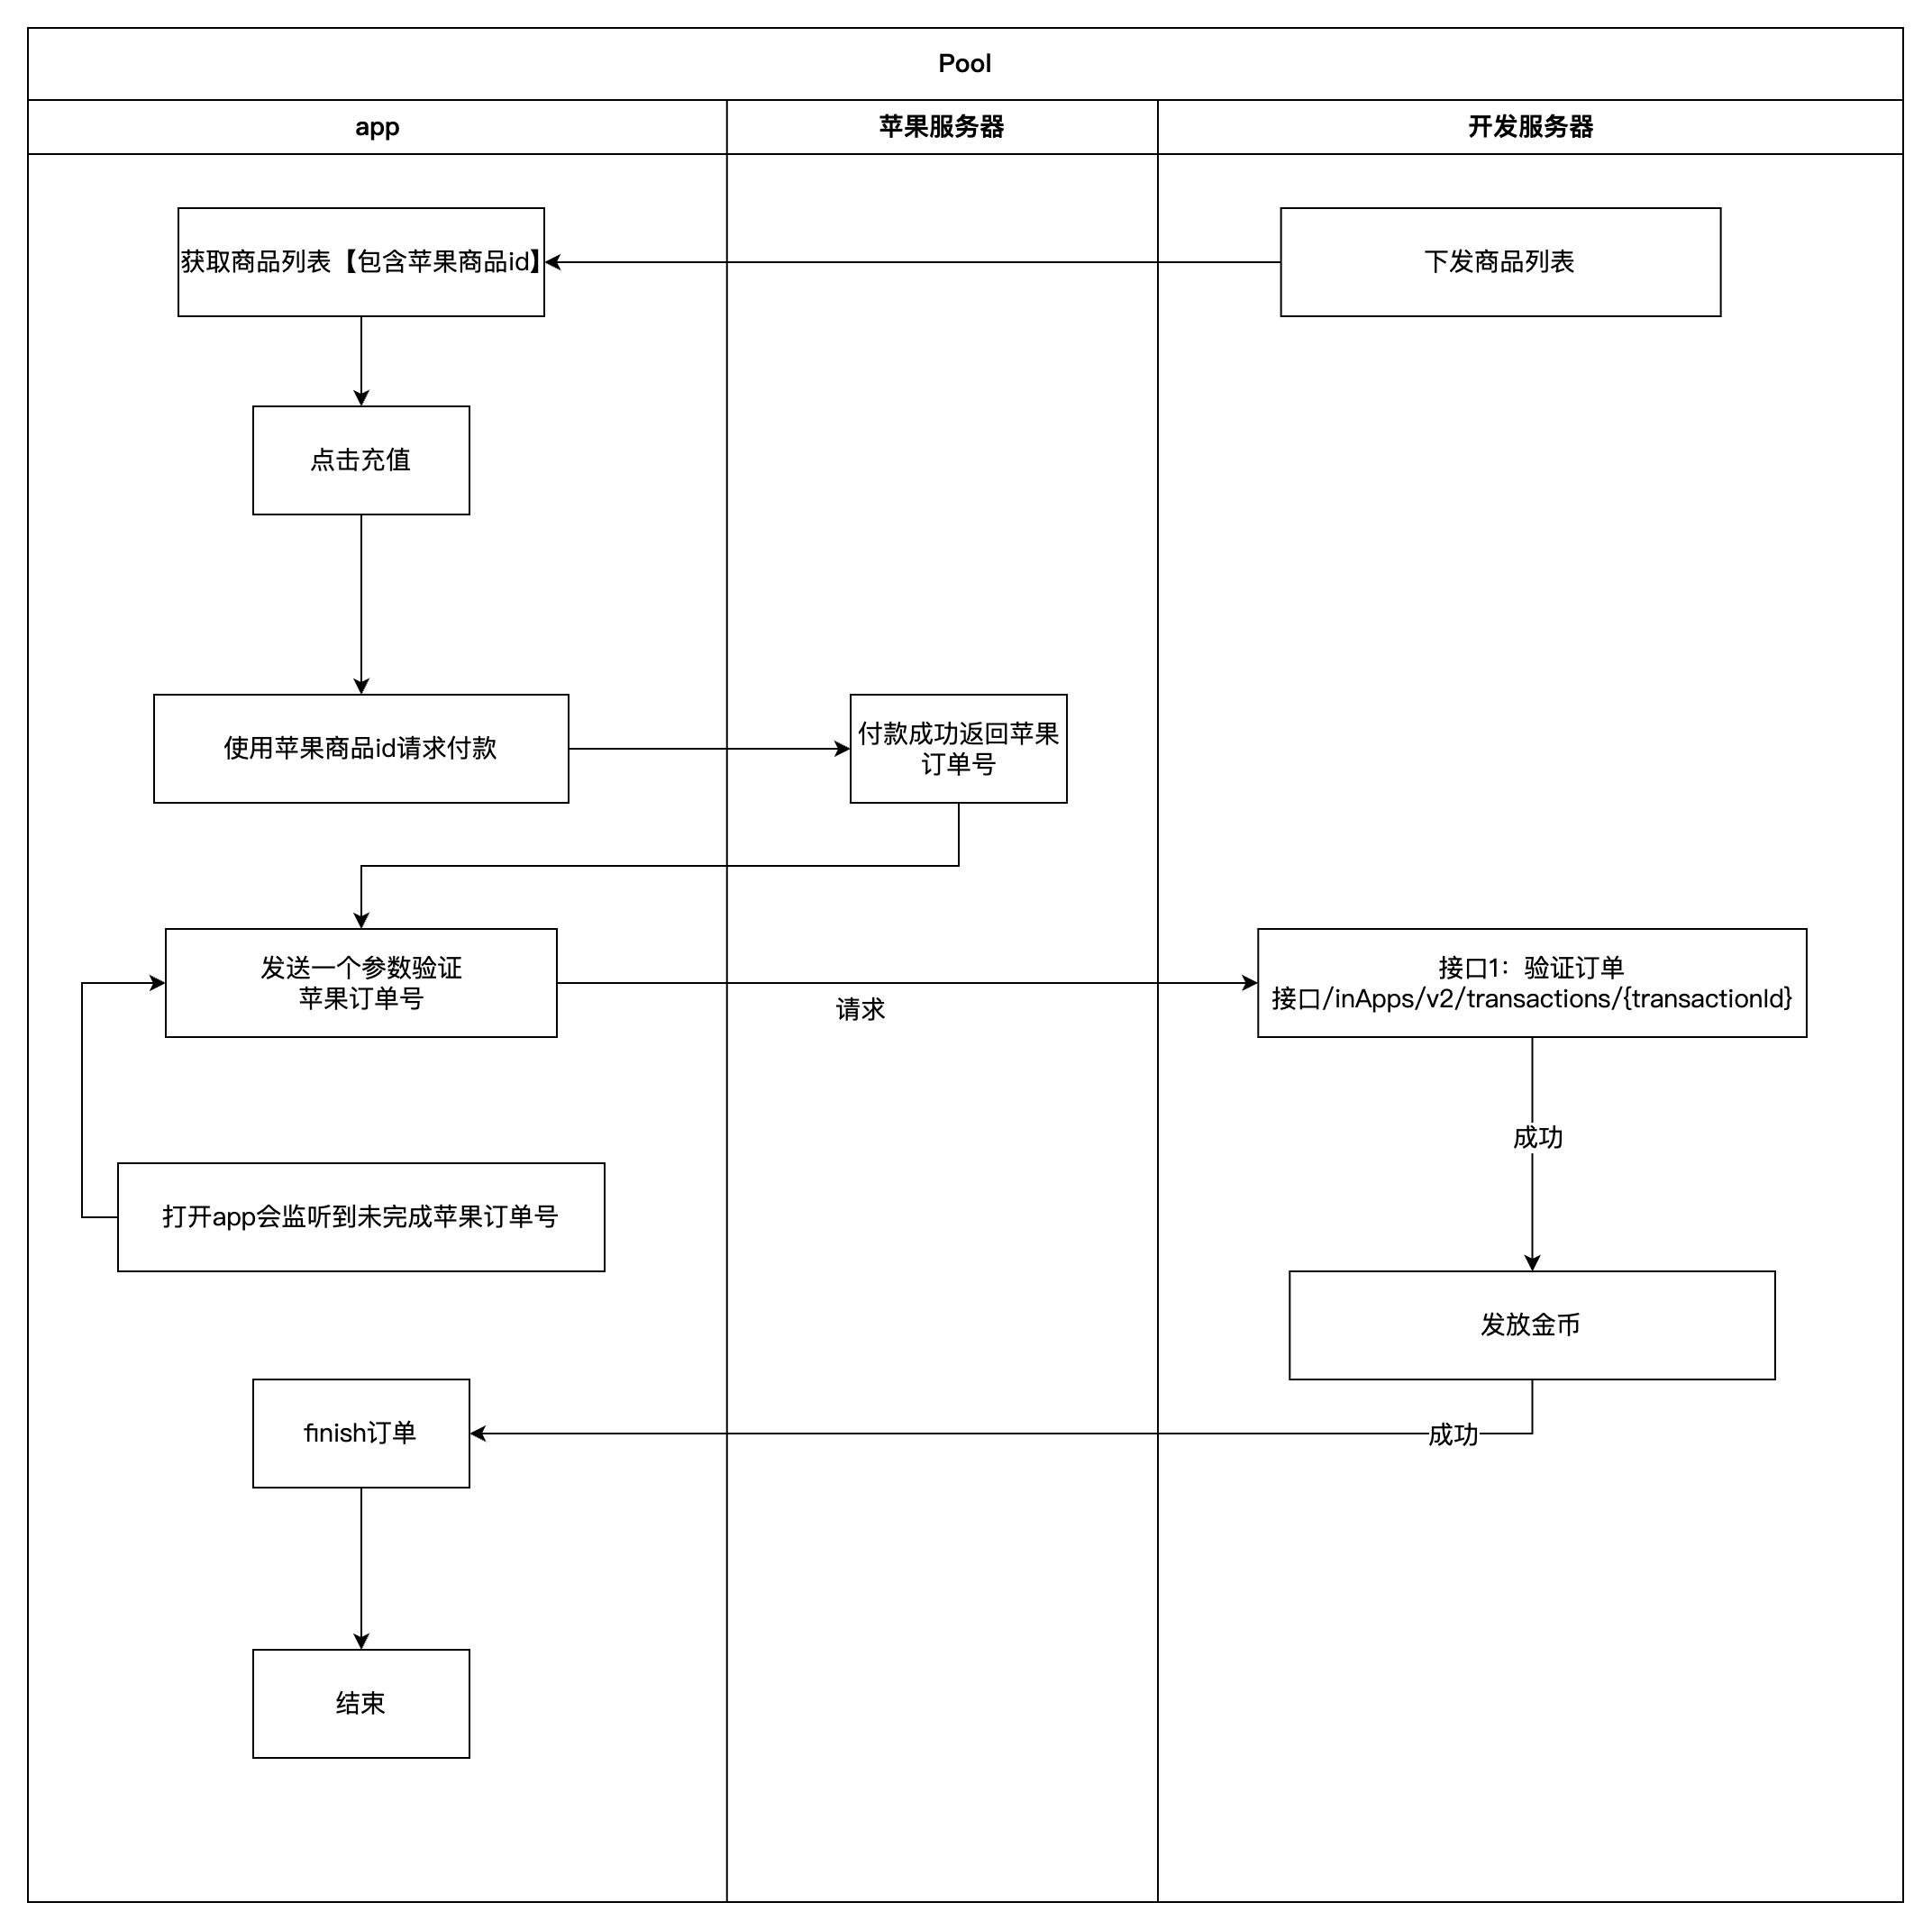 Pool
app
苹果服务器
开发服务器
获取商品列表【包含苹果商品id】
下发商品列表
点击充值
使用苹果商品id请求付款
付款成功返回苹果
订单号
发送一个参数验证
苹果订单号
请求
接口1：验证订单
接口/inApps/v2/transactions/{transactionId}
成功
打开app会监听到未完成苹果订单号
发放金币
成功
finish订单
结束